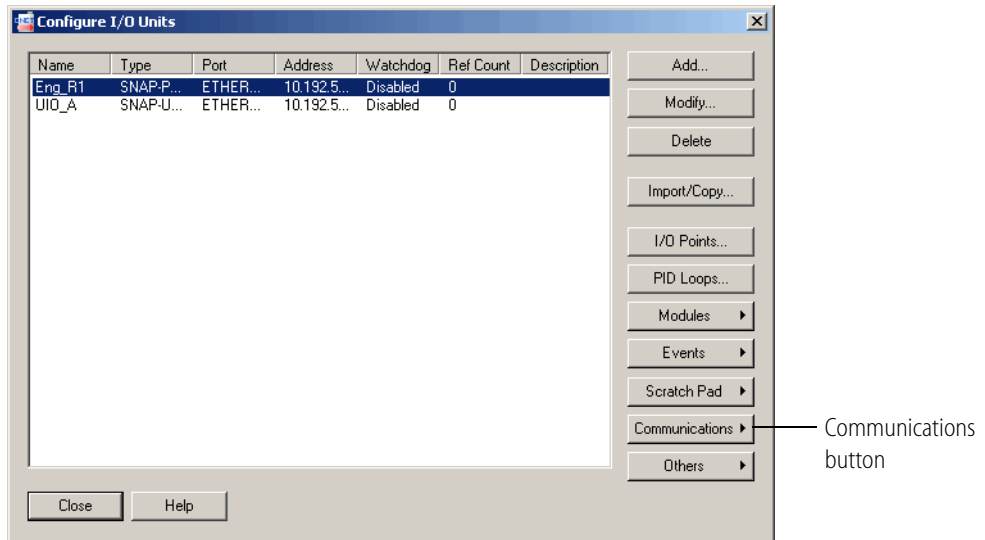 Configure I/O Units
Name Type Port Address Watchdog Ref Count Description
Eng_R1 SNAP-P... ETHER... 10.192.5... Disabled 0
UIO_A SNAP-U... ETHER... 10.192.5... Disabled 0
Add...
Modify...
Delete
Import/Copy...
I/O Points...
PID Loops...
Modules
Events
Scratch Pad
Communications
Others
Close Help
Communications
button